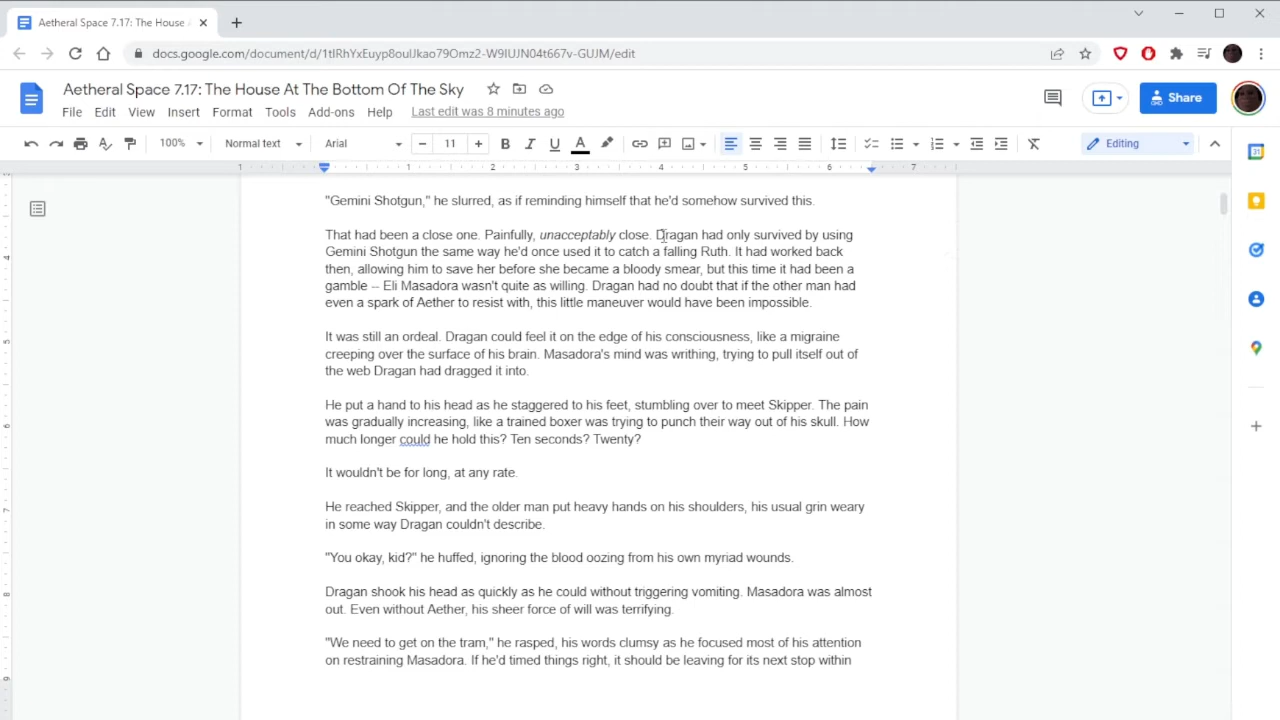 Aetheral Space 7.17: The House
docs.google.com/document/d/1tIRhYxEuyp8oulJkao79Omz2-W9IUJN04t667v-GUJM/edit
Aetheral Space 7.17: The House At The Bottom Of The Sky
File Edit View Insert Format Tools Add-ons Help Last edit was 8 minutes ago
Share
100% Normal text Arial 11 B I U A Editing
1 1 2 3 4 5 6 7
"Gemini Shotgun," he slurred, as if reminding himself that he'd somehow survived this.
That had been a close one. Painfully, unacceptably close. Dragan had only survived by using
Gemini Shotgun the same way he'd once used it to catch a falling Ruth. It had worked back
then, allowing him to save her before she became a bloody smear, but this time it had been a
gamble -- Eli Masadora wasn't quite as willing. Dragan had no doubt that if the other man had
even a spark of Aether to resist with, this little maneuver would have been impossible.
It was still an ordeal. Dragan could feel it on the edge of his consciousness, like a migraine
creeping over the surface of his brain. Masadora's mind was writhing, trying to pull itself out of
the web Dragan had dragged it into.
He put a hand to his head as he staggered to his feet, stumbling over to meet Skipper. The pain
was gradually increasing, like a trained boxer was trying to punch their way out of his skull. How
much longer could he hold this? Ten seconds? Twenty?
It wouldn't be for long, at any rate.
He reached Skipper, and the older man put heavy hands on his shoulders, his usual grin weary
in some way Dragan couldn't describe.
"You okay, kid?" he huffed, ignoring the blood oozing from his own myriad wounds.
Dragan shook his head as quickly as he could without triggering vomiting. Masadora was almost
out. Even without Aether, his sheer force of will was terrifying.
"We need to get on the tram," he rasped, his words clumsy as he focused most of his attention
on restraining Masadora. If he'd timed things right, it should be leaving for its next stop within